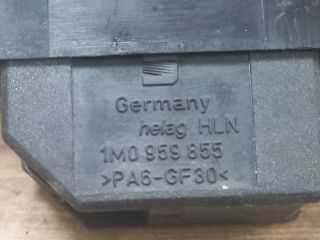 Germany
helag HLN
1M0 959 855
>PA6-GF30<